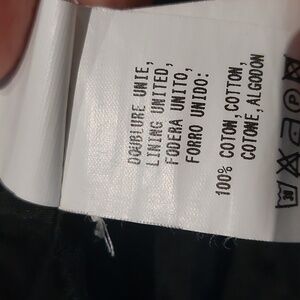 DOUBLURE UNIE,
LINING UNITED,
FODERA UNITO,
FORRO UNIDO:
100% COTON,COTTON,
COTONE,ALGODON